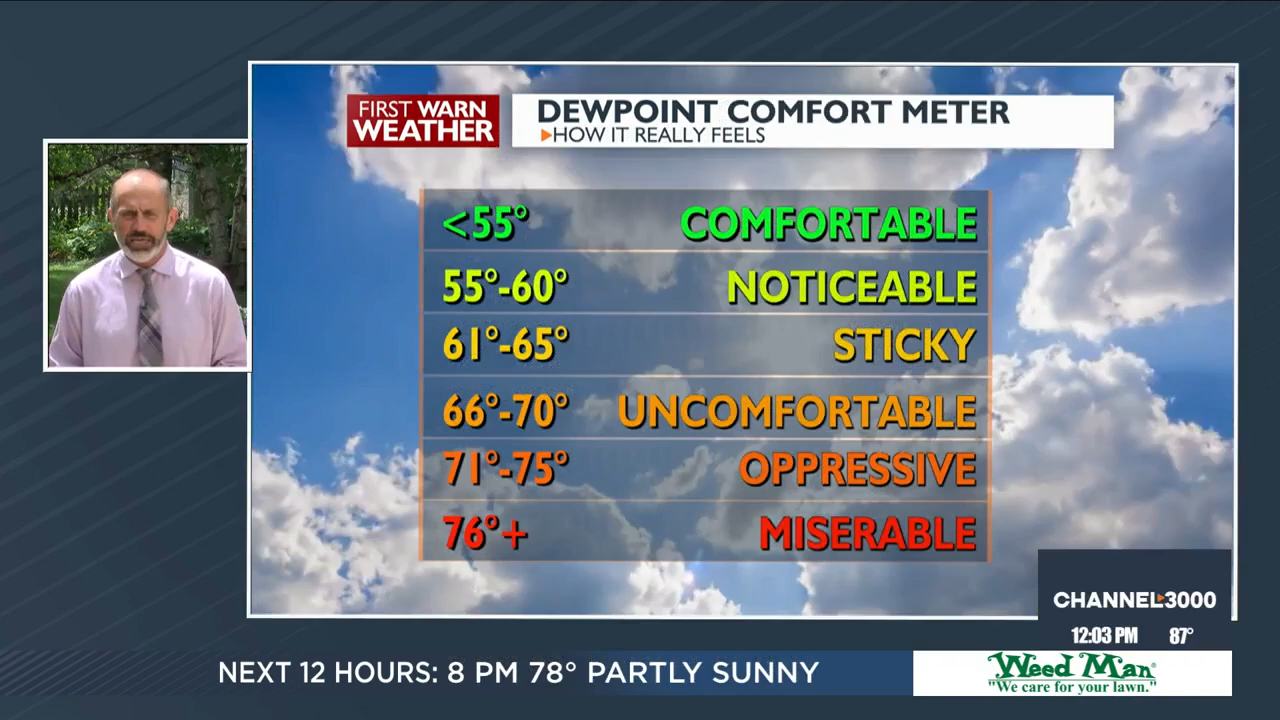 FIRST WARN
WEATHER
DEWPOINT COMFORT METER
HOW IT REALLY FEELS
<55° COMFORTABLE
55°-60° NOTICEABLE
61°-65° STICKY
66°-70° UNCOMFORTABLE
71°-75° OPPRESSIVE
76°+ MISERABLE
CHANNEL3000
12:03 PM 87°
NEXT 12 HOURS: 8 PM 78° PARTLY SUNNY
Weed Man®
"We care for your lawn."